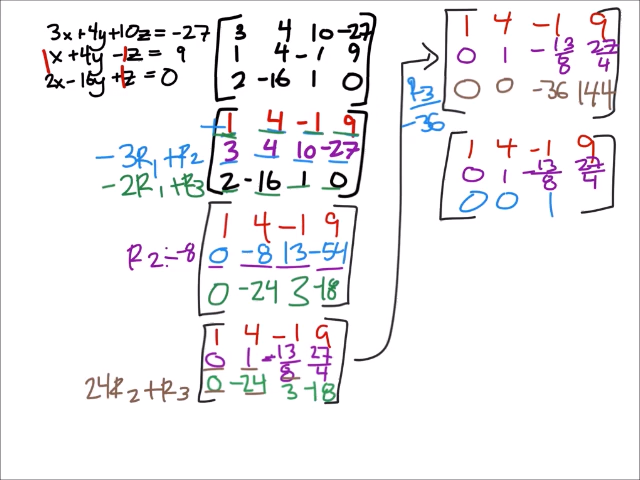 3x+4y+10z=-27
1x+4y-1z=9
2x-16y+z=0
3 4 10 -27
1 4 -1 9
2 -16 1 0
-3R1+R2
-2R1+R3
1 4 -1 9
3 4 10 -27
2 -16 1 0
R2÷-8
1 4 -1 9
0 -8 13 -54
0 -24 3 -18
24R2+R3
1 4 -1 9
0 1 -13/8 27/4
0 -24 3 -18
R3/-36
1 4 -1 9
0 1 -13/8 27/4
0 0 -36 144
1 4 -1 9
0 1 -13/8 27/4
0 0 1